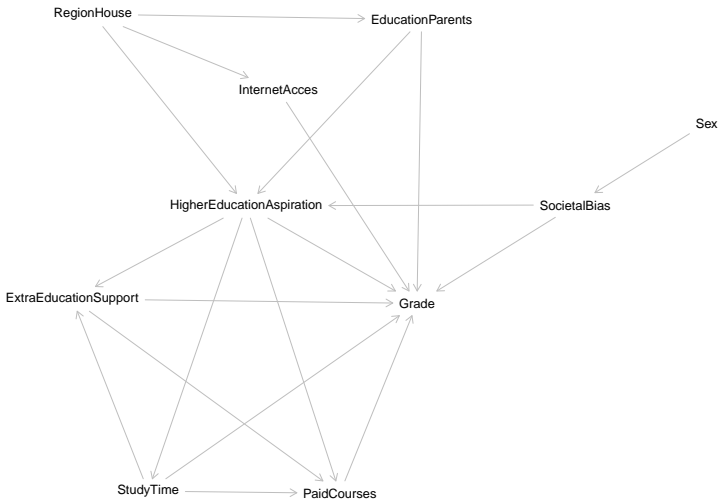 RegionHouse
EducationParents
InternetAcces
Sex
HigherEducationAspiration
SocietalBias
ExtraEducationSupport
Grade
StudyTime
PaidCourses